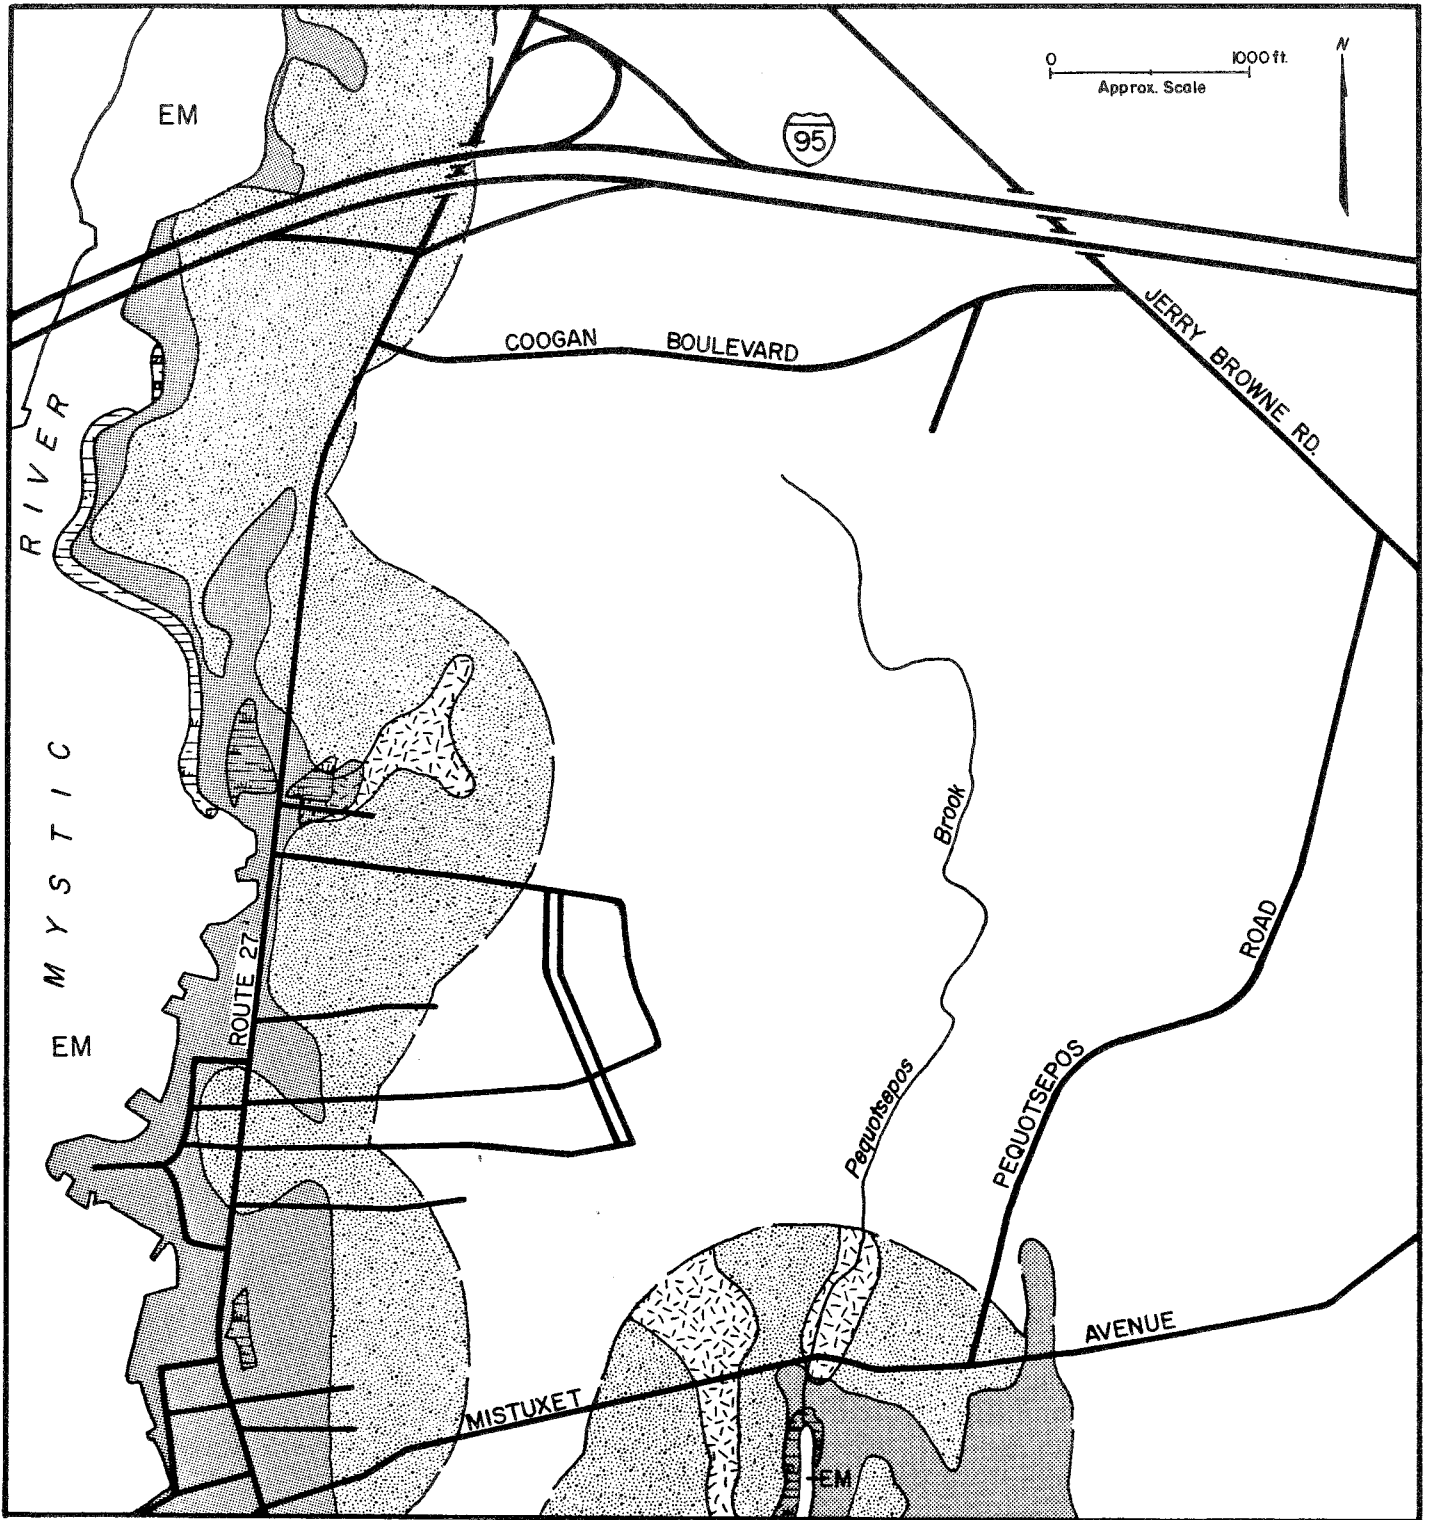 N
0 1000 ft.
Approx. Scale
EM
95
COOGAN BOULEVARD
JERRY BROWNE RD.
MYSTIC RIVER
Pequotsepos Brook
PEQUOTSEPOS ROAD
ROUTE 27
EM
MISTUXET AVENUE
EM